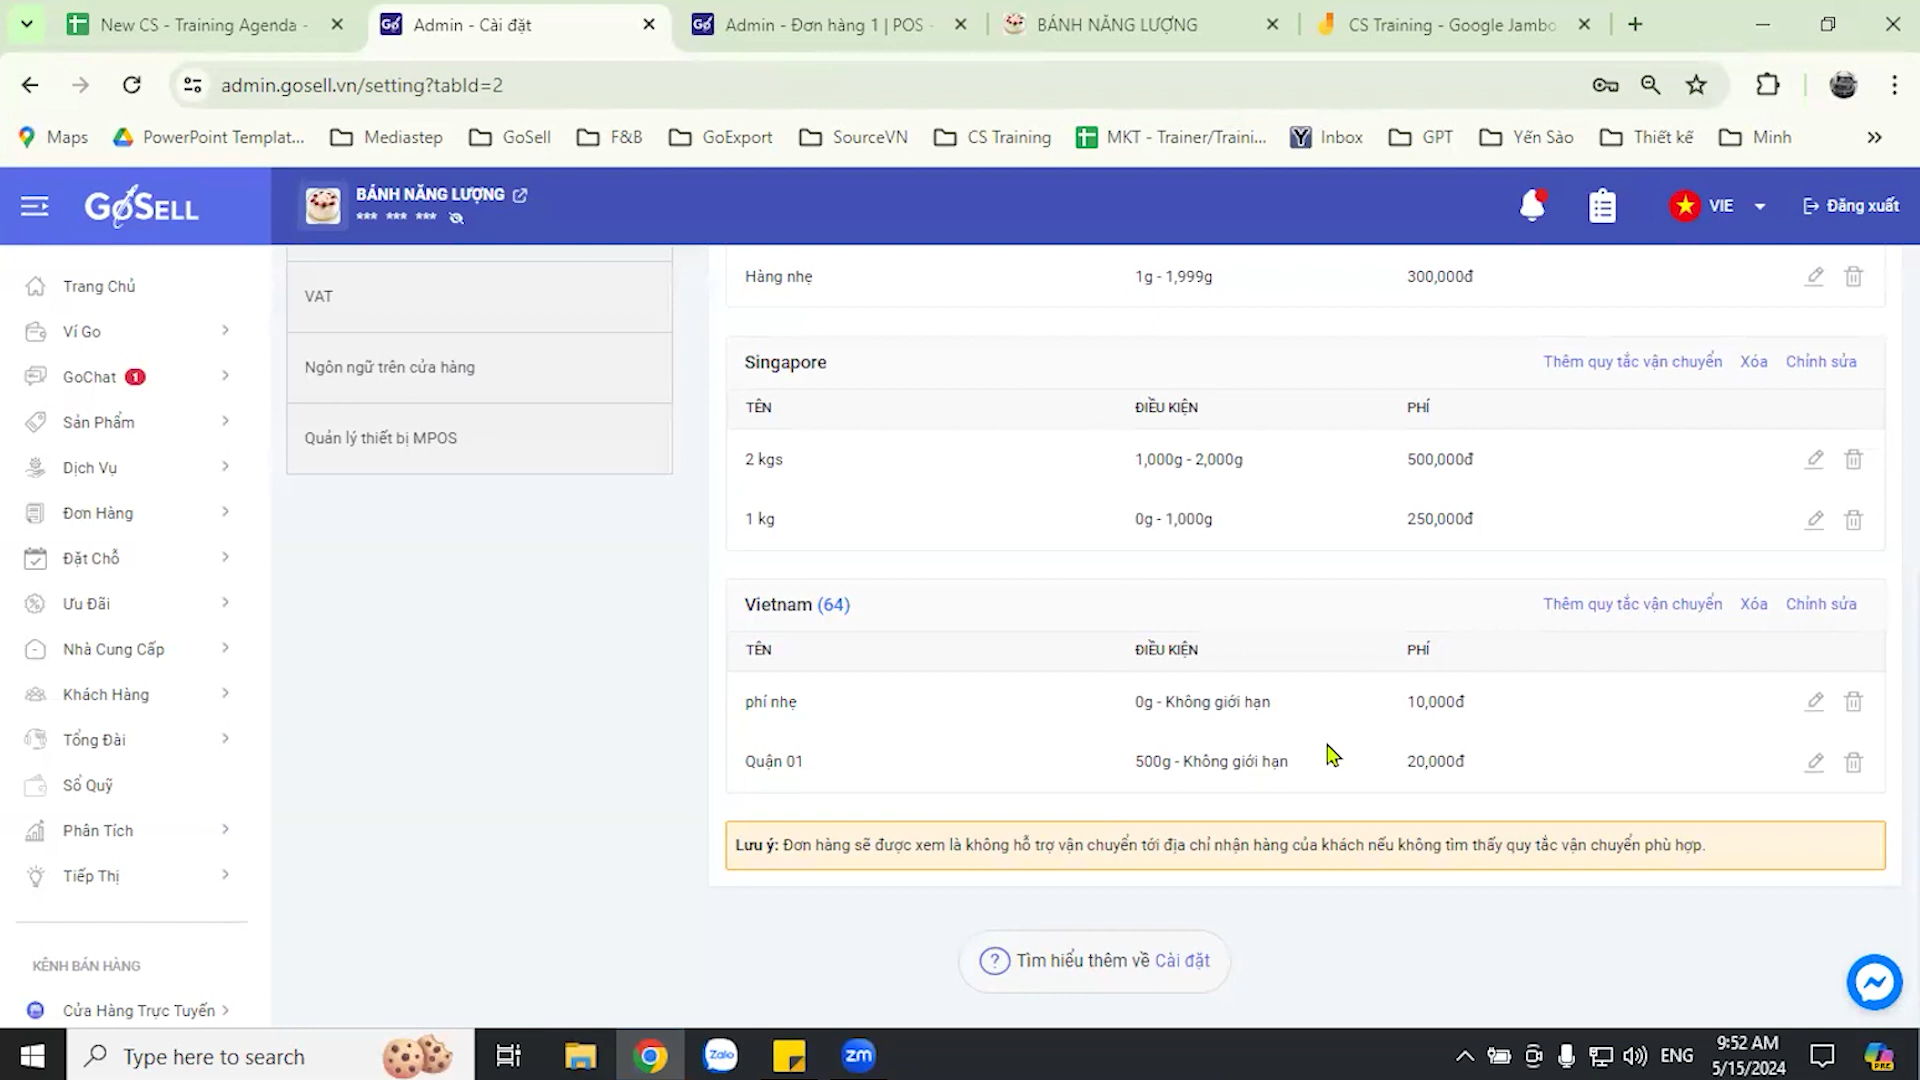 New CS - Training Agenda -
Admin - Cài đặt
Admin - Đơn hàng 1 | POS -
BÁNH NĂNG LƯỢNG
CS Training - Google Jambo
admin.gosell.vn/setting?tabId=2
Maps
PowerPoint Templat...
Mediastep
GoSell
F&B
GoExport
SourceVN
CS Training
MKT - Trainer/Traini...
Inbox
GPT
Yến Sào
Thiết kế
Minh
GoSELL
BÁNH NĂNG LƯỢNG
*** *** ***
VIE
Đăng xuất
Trang Chủ
Ví Go
GoChat 1
Sản Phẩm
Dịch Vụ
Đơn Hàng
Đặt Chỗ
Ưu Đãi
Nhà Cung Cấp
Khách Hàng
Tổng Đài
Sổ Quỹ
Phân Tích
Tiếp Thị
KÊNH BÁN HÀNG
Cửa Hàng Trực Tuyến
VAT
Ngôn ngữ trên cửa hàng
Quản lý thiết bị MPOS
Hàng nhẹ 1g - 1,999g 300,000đ
Singapore Thêm quy tắc vận chuyển Xóa Chỉnh sửa
TÊN ĐIỀU KIỆN PHÍ
2 kgs 1,000g - 2,000g 500,000đ
1 kg 0g - 1,000g 250,000đ
Vietnam (64) Thêm quy tắc vận chuyển Xóa Chỉnh sửa
TÊN ĐIỀU KIỆN PHÍ
phí nhẹ 0g - Không giới hạn 10,000đ
Quận 01 500g - Không giới hạn 20,000đ
Lưu ý: Đơn hàng sẽ được xem là không hỗ trợ vận chuyển tới địa chỉ nhận hàng của khách nếu không tìm thấy quy tắc vận chuyển phù hợp.
? Tìm hiểu thêm về Cài đặt
Type here to search
Zalo
zm
ENG
9:52 AM
5/15/2024
PRE